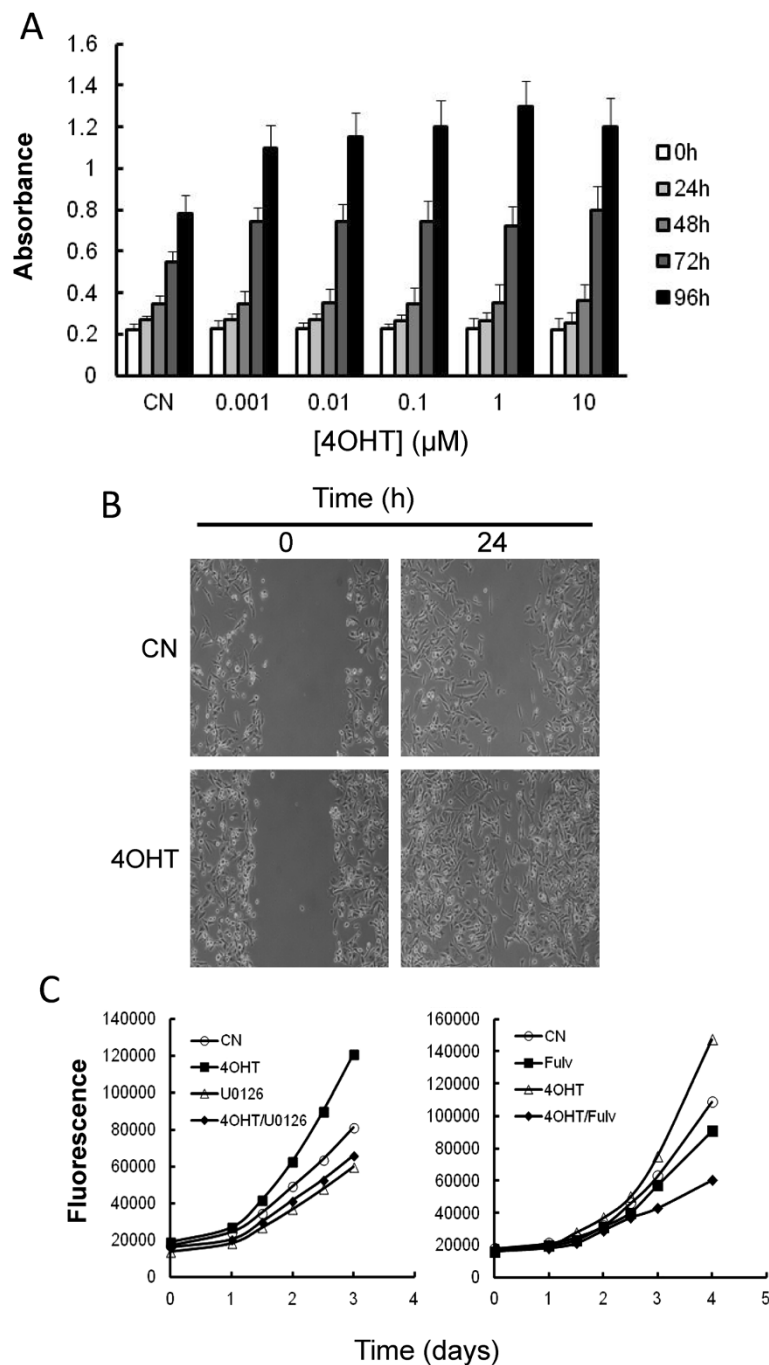 A
1.6
1.4
1.2
1
0.8
0.6
0.4
0.2
0
Absorbance
CN 0.001 0.01 0.1 1 10
[4OHT] (µM)
0h
24h
48h
72h
96h
B
Time (h)
0 24
CN
4OHT
C
Fluorescence
140000
120000
100000
80000
60000
40000
20000
0
CN
4OHT
U0126
4OHT/U0126
0 1 2 3 4
160000
140000
120000
100000
80000
60000
40000
20000
0
CN
Fulv
4OHT
4OHT/Fulv
0 1 2 3 4 5
Time (days)